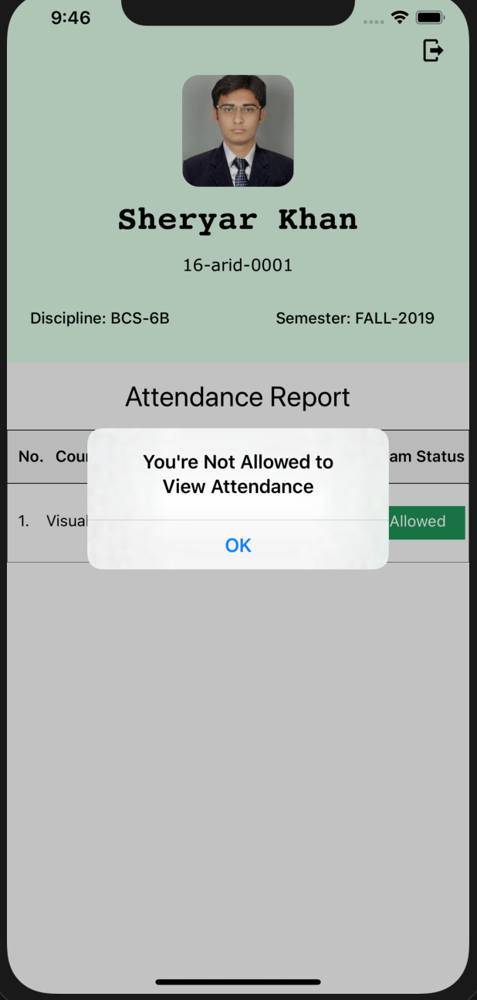 9:46
Sheryar Khan
16-arid-0001
Discipline: BCS-6B Semester: FALL-2019
Attendance Report
No. Cour am Status
You're Not Allowed to
View Attendance
1. Visual Allowed
OK